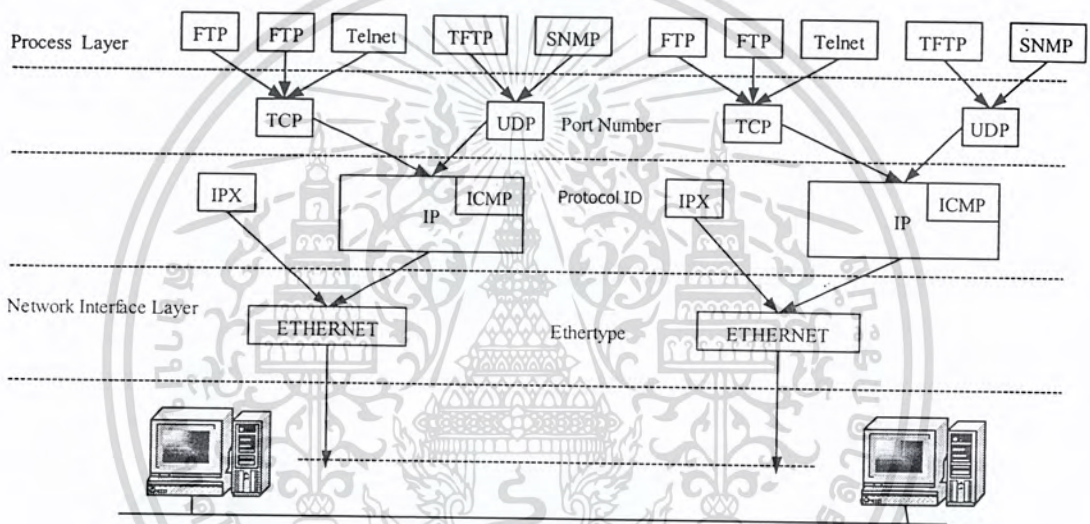 Process Layer FTP FTP Telnet TFTP SNMP FTP FTP Telnet TFTP SNMP
TCP UDP Port Number TCP UDP
IPX IP ICMP Protocol ID IPX IP ICMP
Network Interface Layer ETHERNET Ethertype ETHERNET